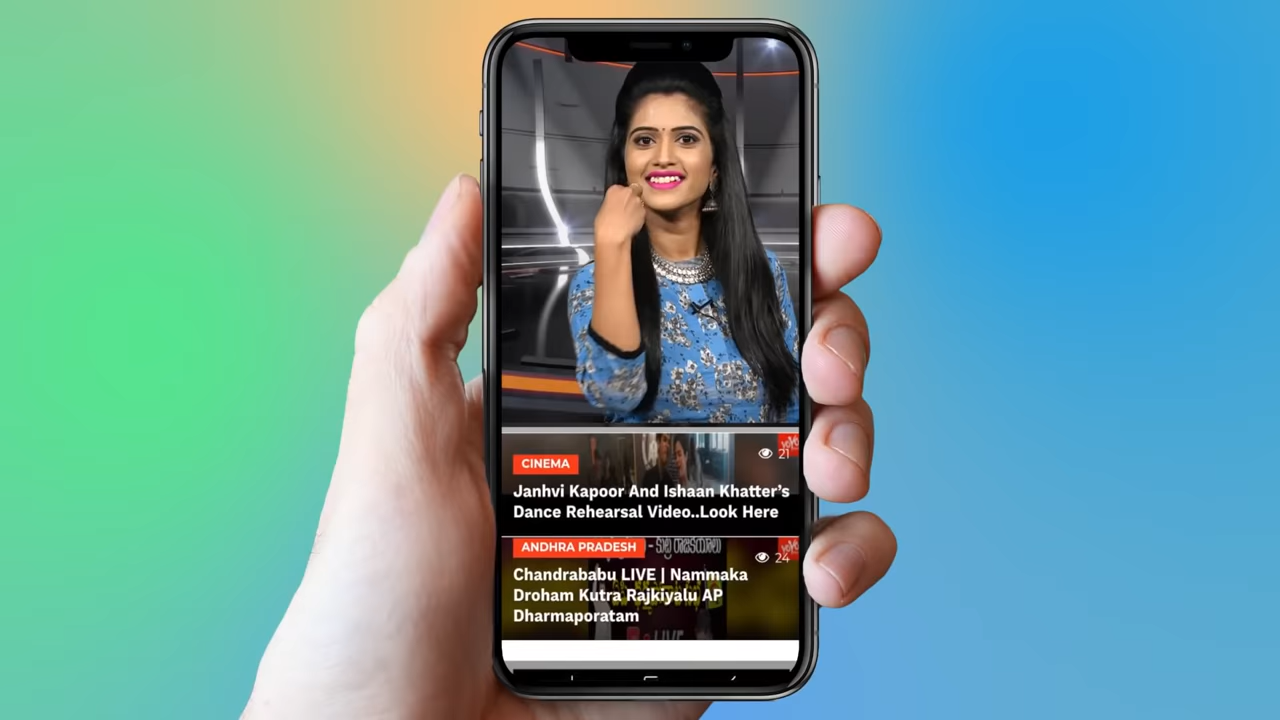 21
CINEMA
Janhvi Kapoor And Ishaan Khatter's
Dance Rehearsal Video..Look Here
ANDHRA PRADESH
24
Chandrababu LIVE | Nammaka
Droham Kutra Rajkiyalu AP
Dharmaporatam
LIVE